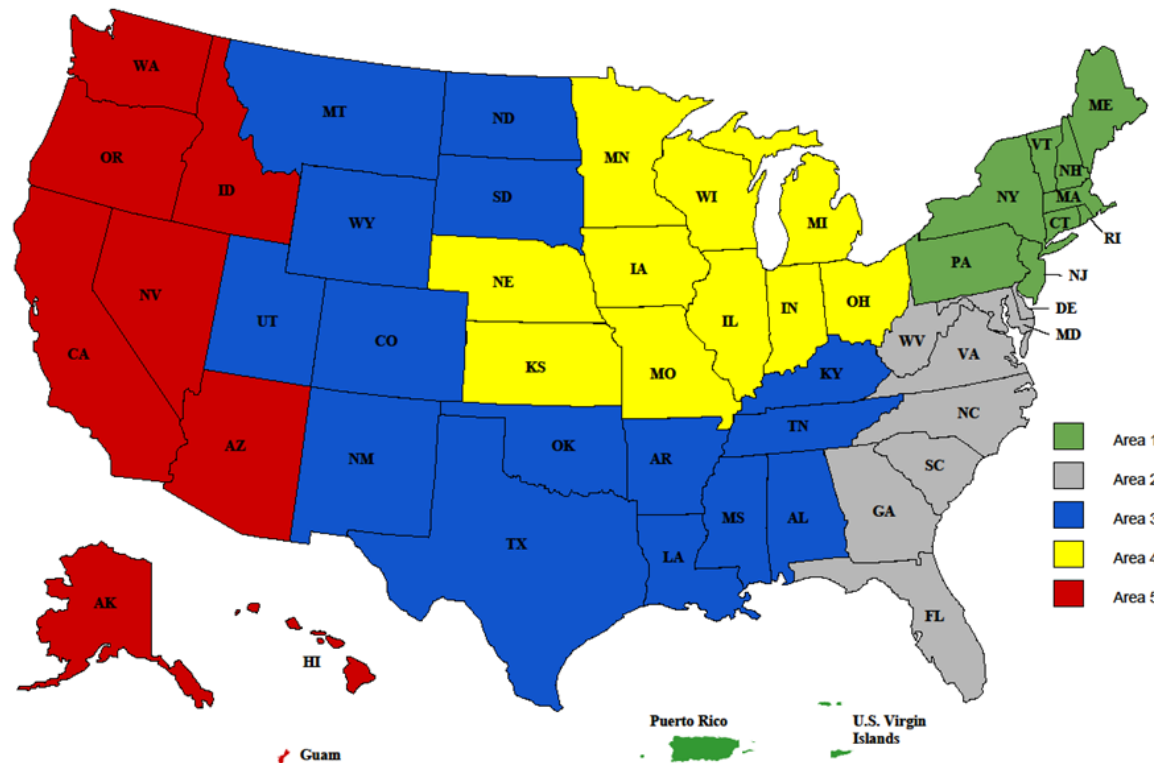 WA
MT
ND
ME
OR
MN
VT
ID
NH
SD
WI
NY
MA
WY
MI
CT
RI
PA
IA
NE
NJ
NV
OH
IN
DE
UT
IL
CO
WV
MD
CA
VA
KS
MO
KY
NC
TN
AZ
OK
NM
AR
SC
GA
MS
AL
TX
LA
AK
FL
HI
Area 1
Area 2
Area 3
Area 4
Area 5
Puerto Rico
U.S. Virgin
Islands
Guam